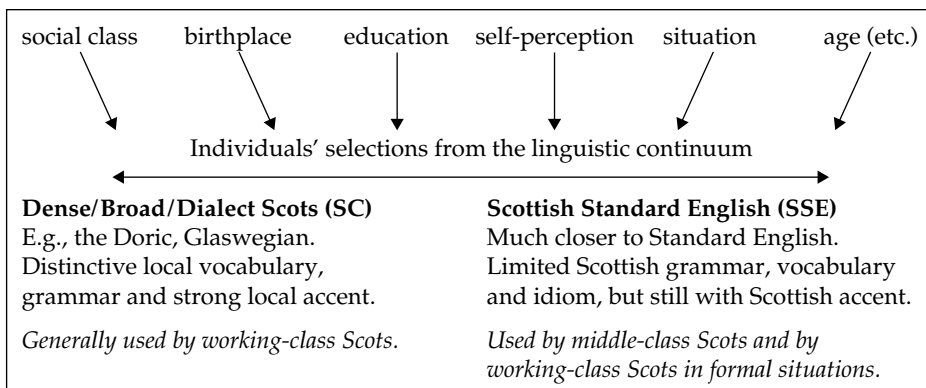 social class birthplace education self-perception situation age (etc.)
Individuals’ selections from the linguistic continuum
Dense/Broad/Dialect Scots (SC)
E.g., the Doric, Glaswegian.
Distinctive local vocabulary,
grammar and strong local accent.
Generally used by working-class Scots.
Scottish Standard English (SSE)
Much closer to Standard English.
Limited Scottish grammar, vocabulary
and idiom, but still with Scottish accent.
Used by middle-class Scots and by
working-class Scots in formal situations.